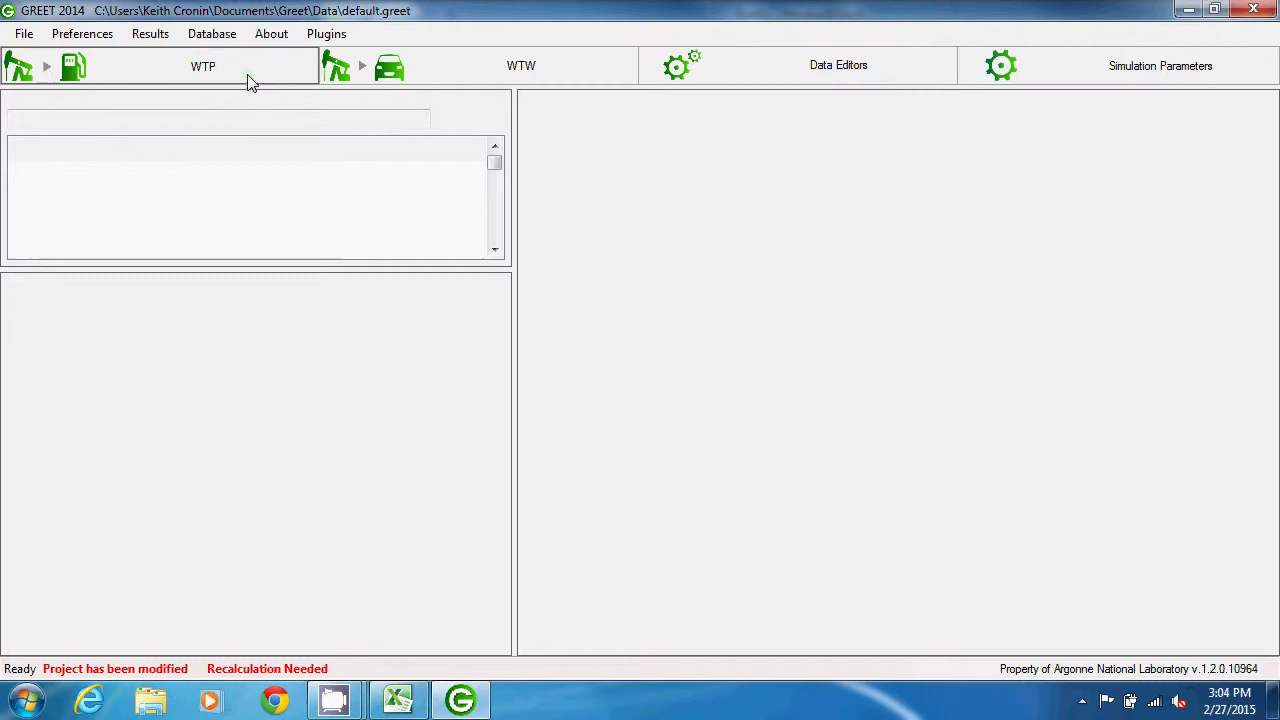 GREET 2014 C:\Users\Keith Cronin\Documents\Greet\Data\default.greet
File Preferences Results Database About Plugins
WTP WTW Data Editors Simulation Parameters
Ready Project has been modified Recalculation Needed Property of Argonne National Laboratory v.1.2.0.10964
3:04 PM
2/27/2015